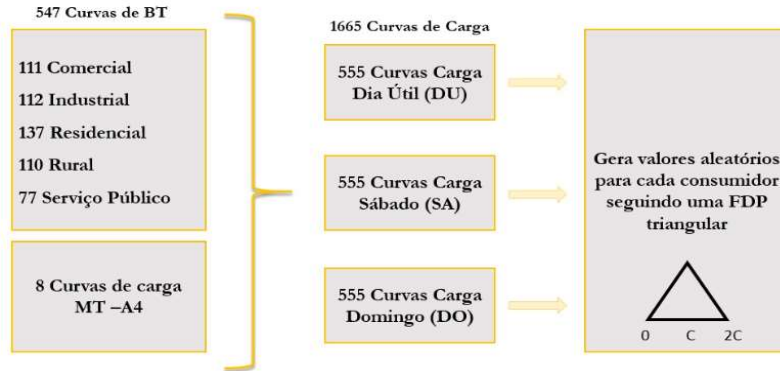 547 Curvas de BT
111 Comercial
112 Industrial
137 Residencial
110 Rural
77 Serviço Público
8 Curvas de carga
MT –A4
1665 Curvas de Carga
555 Curvas Carga
Dia Útil (DU)
555 Curvas Carga
Sábado (SA)
555 Curvas Carga
Domingo (DO)
Gera valores aleatórios
para cada consumidor
seguindo uma FDP
triangular
0 C 2C